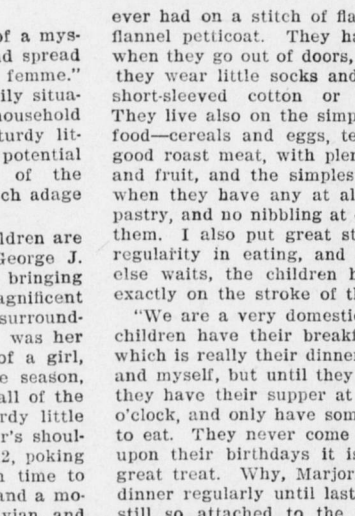 of a mys-
nd spread
femme."
ily situa-
household
turdy lit-
potential
of the
ch adage
ldren are
George J.
bringing
agnificent
surround-
was her
of a girl,
e season,
all of the
rdy little
r's shoul-
2, poking
n time to
and a mo-
vian and
ever had on a stitch of fla
flannel petticoat. They ha
when they go out of doors,
they wear little socks and
short-sleeved cotton or
They live also on the simp
food—cereals and eggs, te
good roast meat, with plen
and fruit, and the simples
when they have any at al
pastry, and no nibbling at
them. I also put great st
regularity in eating, and
else waits, the children h
exactly on the stroke of t
"We are a very domesti
children have their breakf
which is really their dinne
and myself, but until they
they have their supper at
o'clock, and only have som
to eat. They never come
upon their birthdays it is
great treat. Why, Marjor
dinner regularly until last
still so attached to the